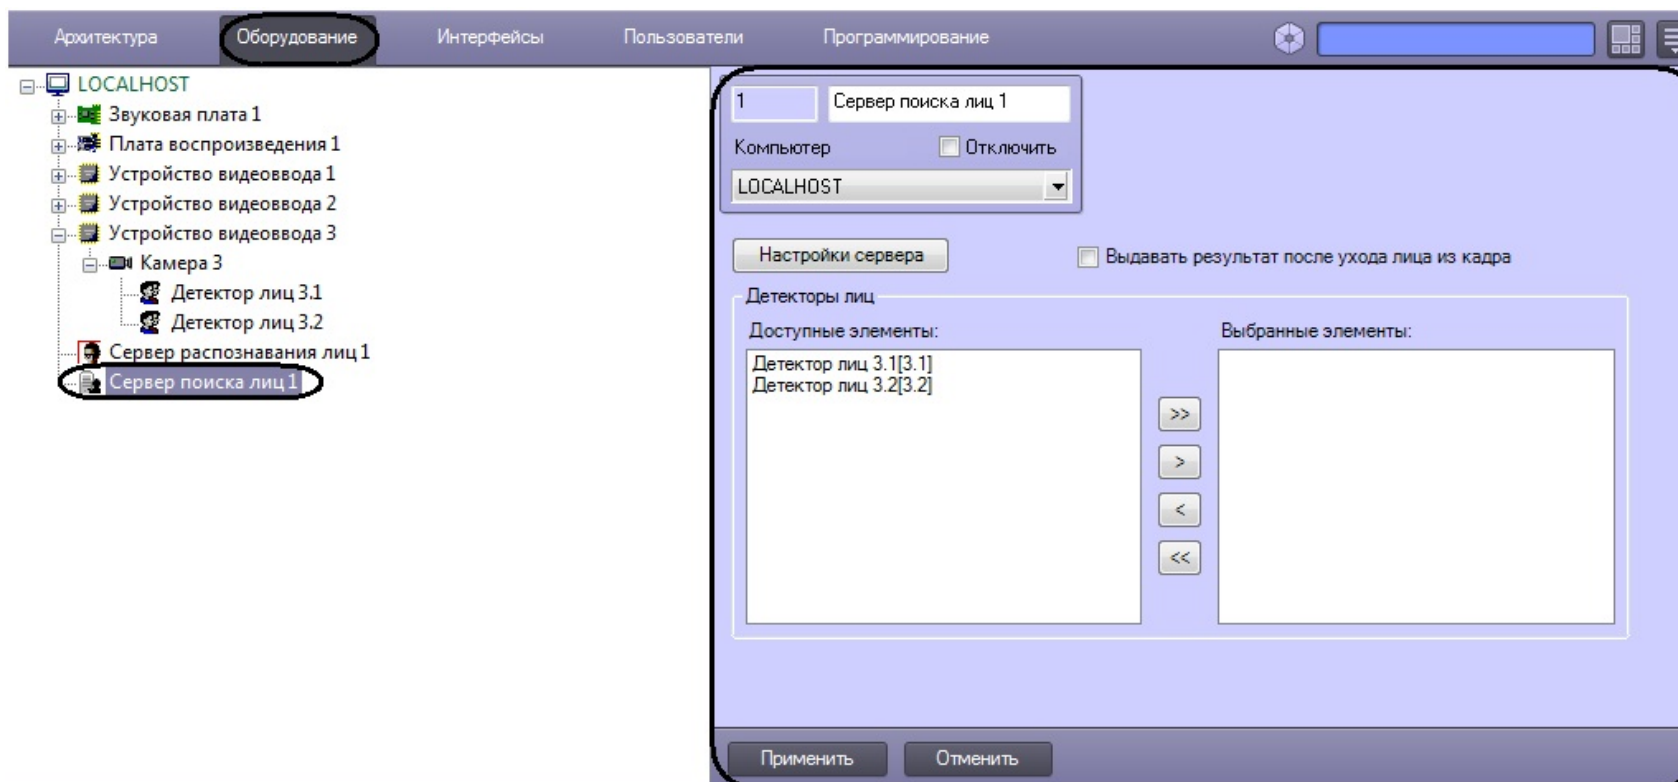 Архитектура Оборудование Интерфейсы Пользователи Программирование
LOCALHOST
Звуковая плата 1
Плата воспроизведения 1
Устройство видеоввода 1
Устройство видеоввода 2
Устройство видеоввода 3
Камера 3
Детектор лиц 3.1
Детектор лиц 3.2
Сервер распознавания лиц 1
Сервер поиска лиц 1
1 Сервер поиска лиц 1
Компьютер Отключить
LOCALHOST
Настройки сервера Выдавать результат после ухода лица из кадра
Детекторы лиц
Доступные элементы: Выбранные элементы:
Детектор лиц 3.1[3.1]
Детектор лиц 3.2[3.2]
>>
>
<
<<
Применить Отменить